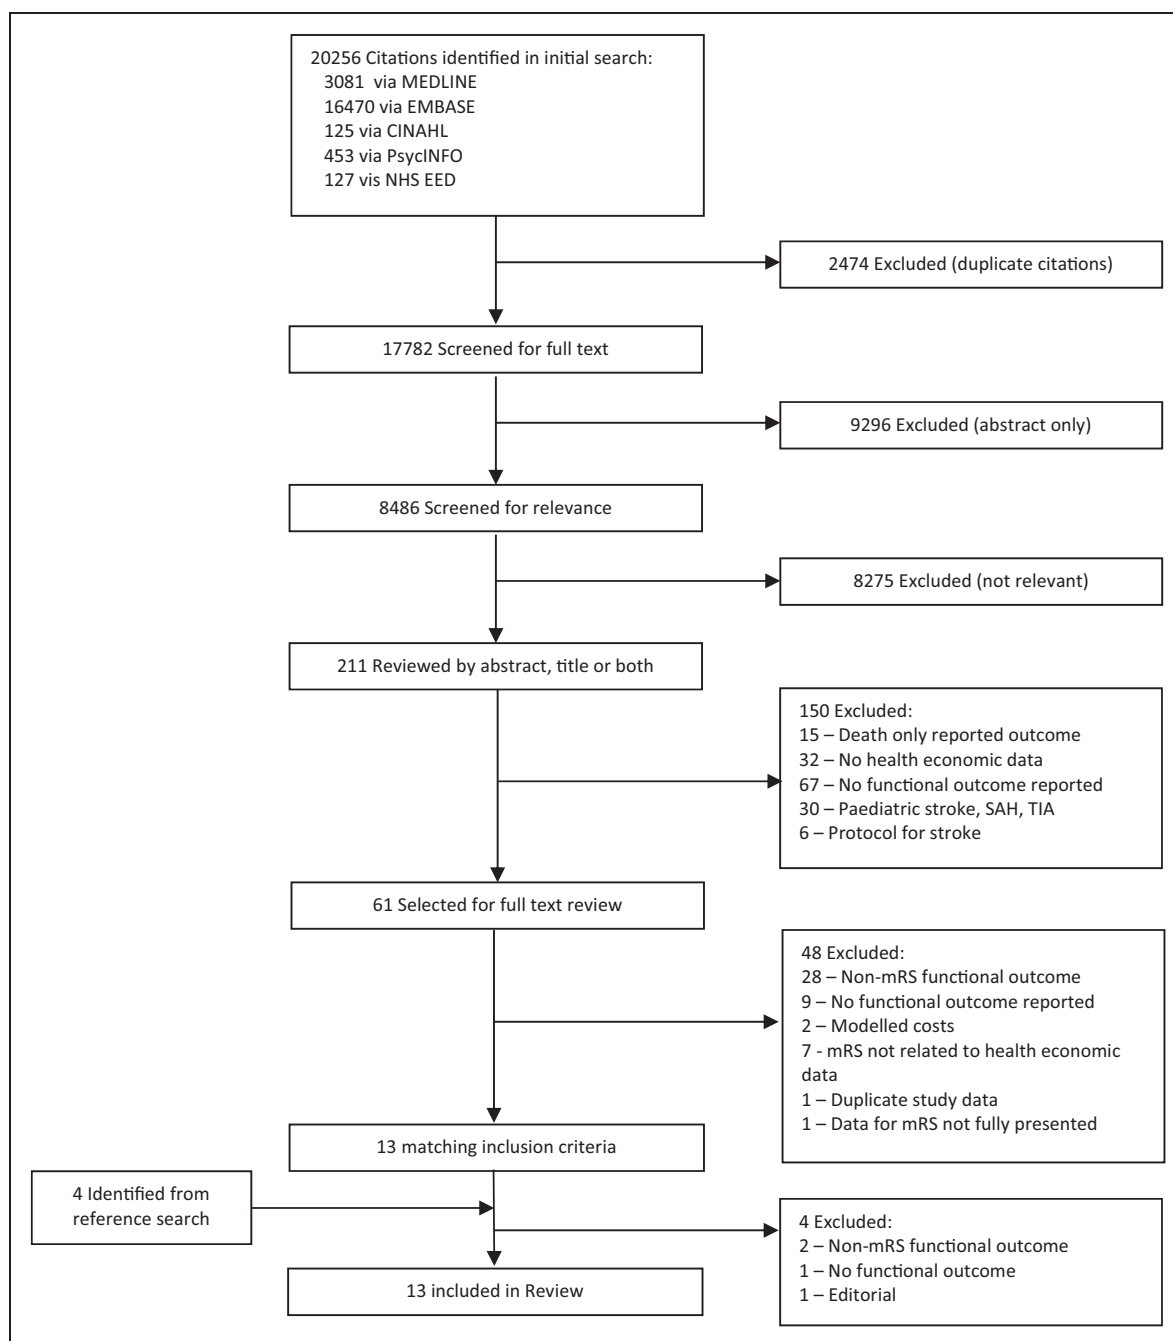 20256 Citations identified in initial search:
3081 via MEDLINE
16470 via EMBASE
125 via CINAHL
453 via PsycINFO
127 vis NHS EED
2474 Excluded (duplicate citations)
17782 Screened for full text
9296 Excluded (abstract only)
8486 Screened for relevance
8275 Excluded (not relevant)
211 Reviewed by abstract, title or both
150 Excluded:
15 – Death only reported outcome
32 – No health economic data
67 – No functional outcome reported
30 – Paediatric stroke, SAH, TIA
6 – Protocol for stroke
61 Selected for full text review
48 Excluded:
28 – Non-mRS functional outcome
9 – No functional outcome reported
2 – Modelled costs
7 - mRS not related to health economic
data
1 – Duplicate study data
1 – Data for mRS not fully presented
13 matching inclusion criteria
4 Identified from
reference search
4 Excluded:
2 – Non-mRS functional outcome
1 – No functional outcome
1 – Editorial
13 included in Review